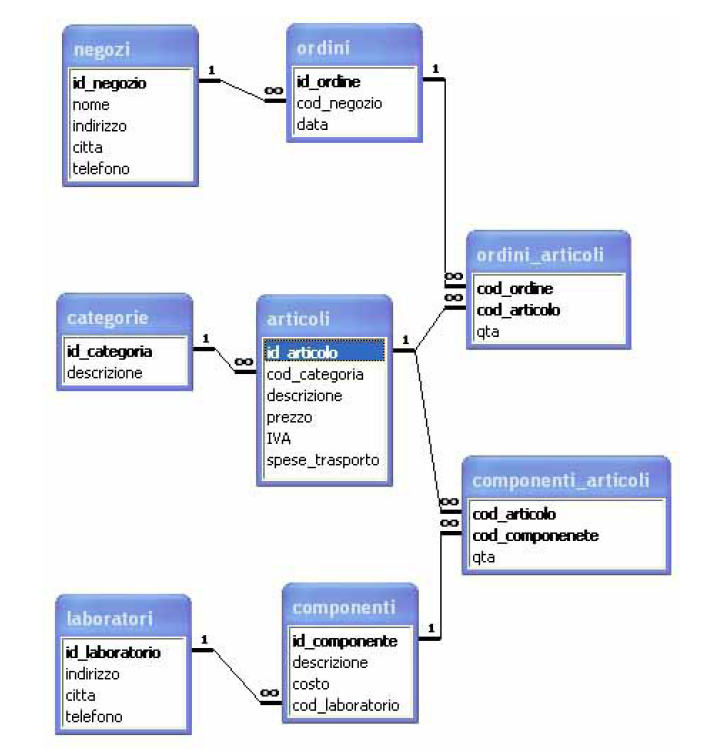 negozi
id_negozio
nome
indirizzo
citta
telefono
1
∞
ordini
id_ordine
cod_negozio
data
1
∞
ordini_articoli
cod_ordine
cod_articolo
qta
∞
categorie
id_categoria
descrizione
1
∞
articoli
id_articolo
cod_categoria
descrizione
prezzo
IVA
spese_trasporto
1
∞
componenti_articoli
cod_articolo
cod_componenete
qta
∞
laboratori
id_laboratorio
indirizzo
citta
telefono
1
∞
componenti
id_componente
descrizione
costo
cod_laboratorio
1